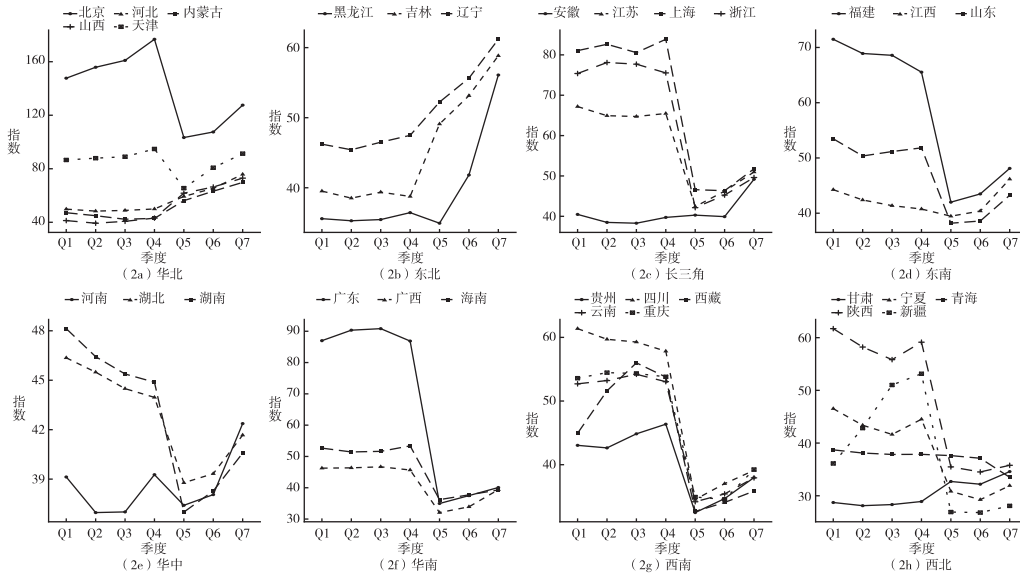 北京 河北 内蒙古
山西 天津
指数
160
120
80
40
Q1 Q2 Q3 Q4 Q5 Q6 Q7
季度
（2a）华北
黑龙江 吉林 辽宁
指数
60
50
40
Q1 Q2 Q3 Q4 Q5 Q6 Q7
季度
（2b）东北
安徽 江苏 上海 浙江
指数
80
70
60
50
40
Q1 Q2 Q3 Q4 Q5 Q6 Q7
季度
（2c）长三角
福建 江西 山东
指数
70
60
50
40
Q1 Q2 Q3 Q4 Q5 Q6 Q7
季度
（2d）东南
河南 湖北 湖南
指数
48
45
42
39
Q1 Q2 Q3 Q4 Q5 Q6 Q7
季度
（2e）华中
广东 广西 海南
指数
90
80
70
60
50
40
30
Q1 Q2 Q3 Q4 Q5 Q6 Q7
季度
（2f）华南
贵州 四川 西藏
云南 重庆
指数
60
50
40
Q1 Q2 Q3 Q4 Q5 Q6 Q7
季度
（2g）西南
甘肃 宁夏 青海
陕西 新疆
指数
60
50
40
30
Q1 Q2 Q3 Q4 Q5 Q6 Q7
季度
（2h）西北